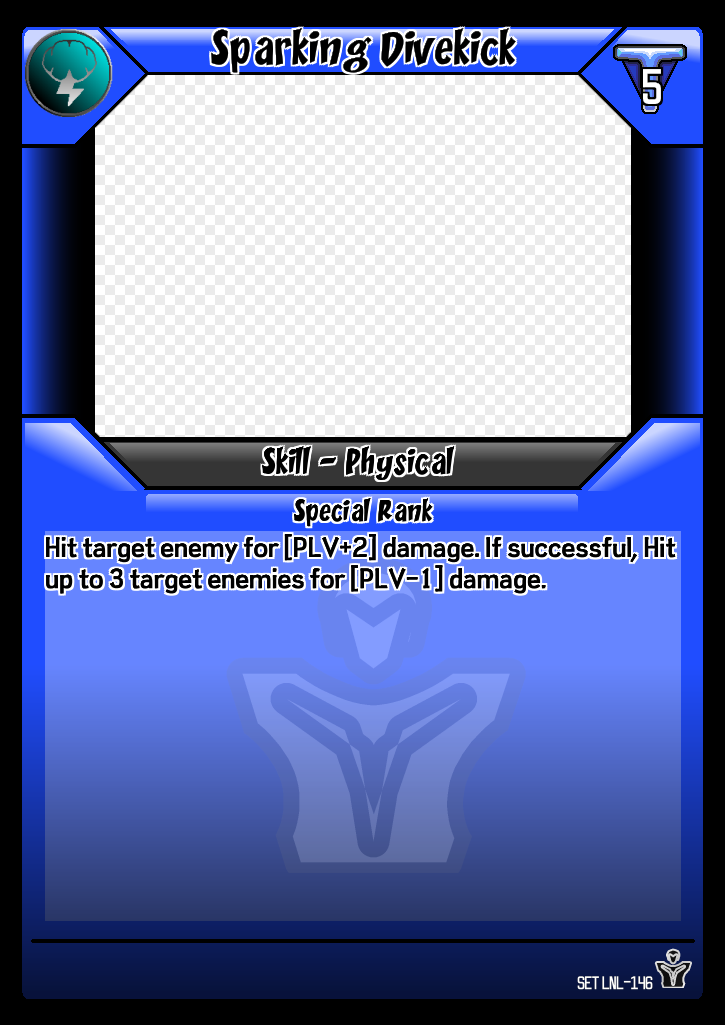 Sparking Divekick
5
Skill - Physical
Special Rank
Hit target enemy for [PLV+2] damage. If successful, Hit
up to 3 target enemies for [PLV-1] damage.
SET LNL-146